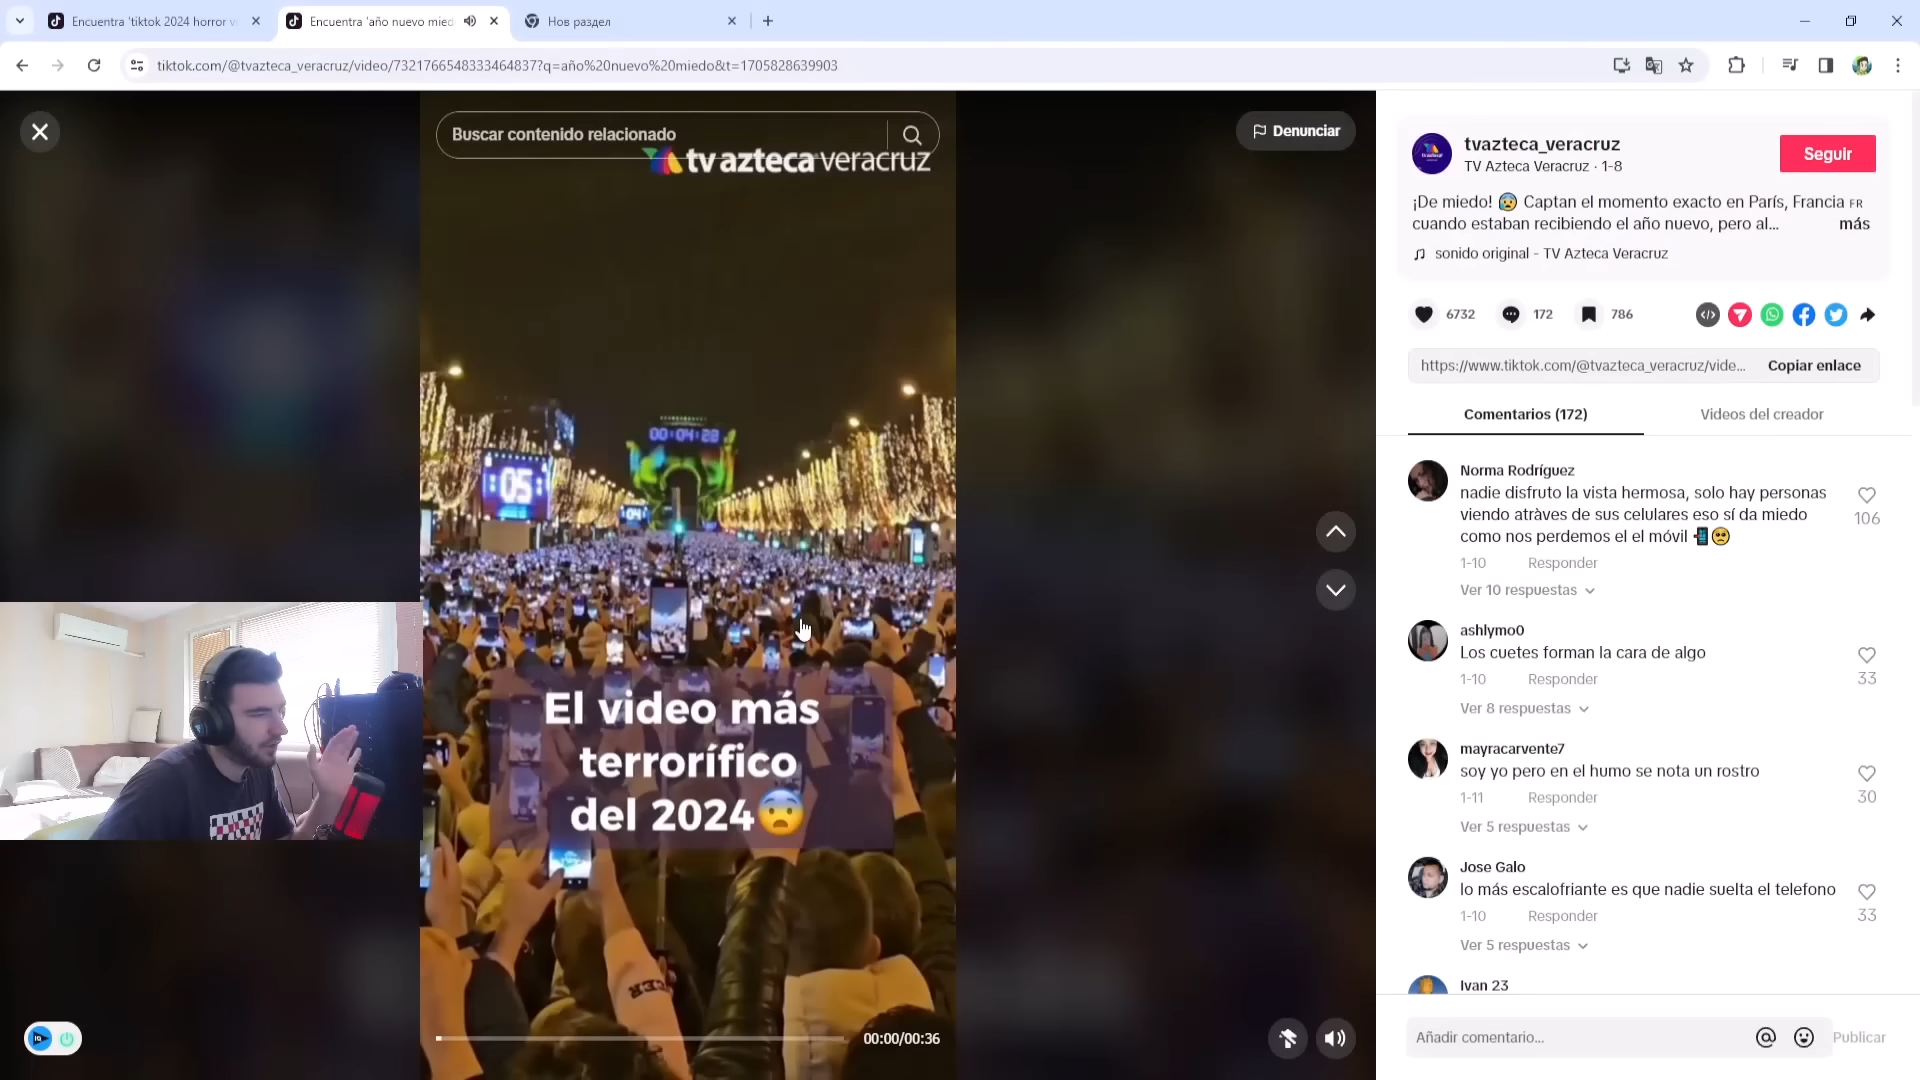 Encuentra 'tiktok 2024 horror v
Encuentra 'año nuevo mied
Нов раздел
tiktok.com/@tvazteca_veracruz/video/7321766548333464837?q=año%20nuevo%20miedo&t=1705828639903
Buscar contenido relacionado
tv azteca veracruz
Denunciar
00:04:28
05
04
El video más
terrorífico
del 2024😨
00:00/00:36
tvazteca_veracruz
TV Azteca Veracruz · 1-8
Seguir
¡De miedo! 😰 Captan el momento exacto en París, Francia FR
cuando estaban recibiendo el año nuevo, pero al...
más
sonido original - TV Azteca Veracruz
6732
172
786
https://www.tiktok.com/@tvazteca_veracruz/vide...
Copiar enlace
Comentarios (172)
Videos del creador
Norma Rodríguez
nadie disfruto la vista hermosa, solo hay personas
viendo atràves de sus celulares eso sí da miedo
como nos perdemos el el móvil 📱🥺
106
1-10 Responder
Ver 10 respuestas
ashlymo0
Los cuetes forman la cara de algo
33
1-10 Responder
Ver 8 respuestas
mayracarvente7
soy yo pero en el humo se nota un rostro
30
1-11 Responder
Ver 5 respuestas
Jose Galo
lo más escalofriante es que nadie suelta el telefono
33
1-10 Responder
Ver 5 respuestas
Ivan 23
Añadir comentario...
Publicar